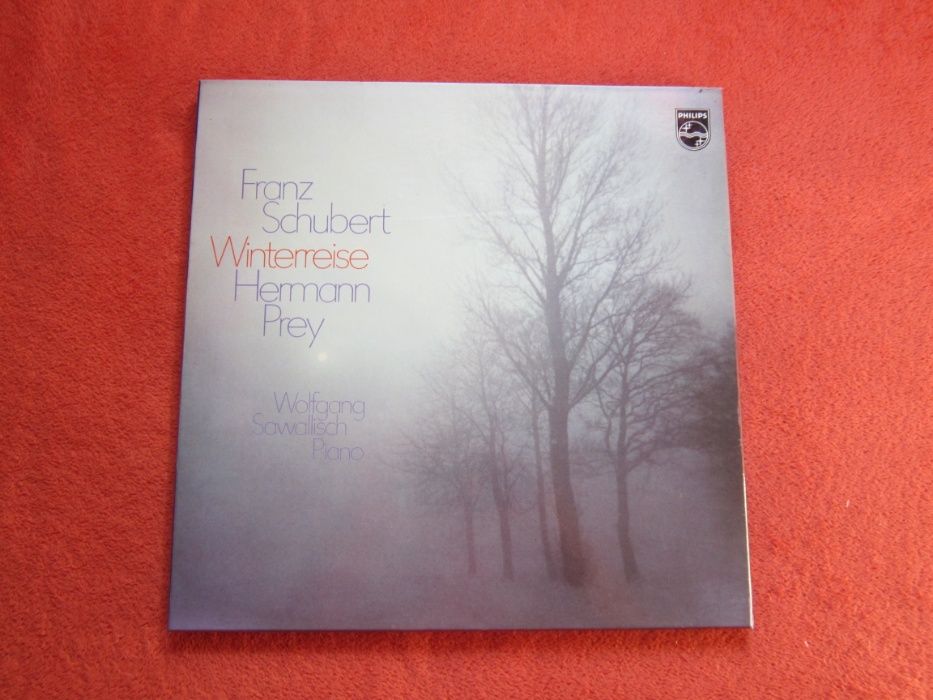 Franz
Schubert
Winterreise
Hermann
Prey
Wolfgang
Sawallisch
Piano
PHILIPS